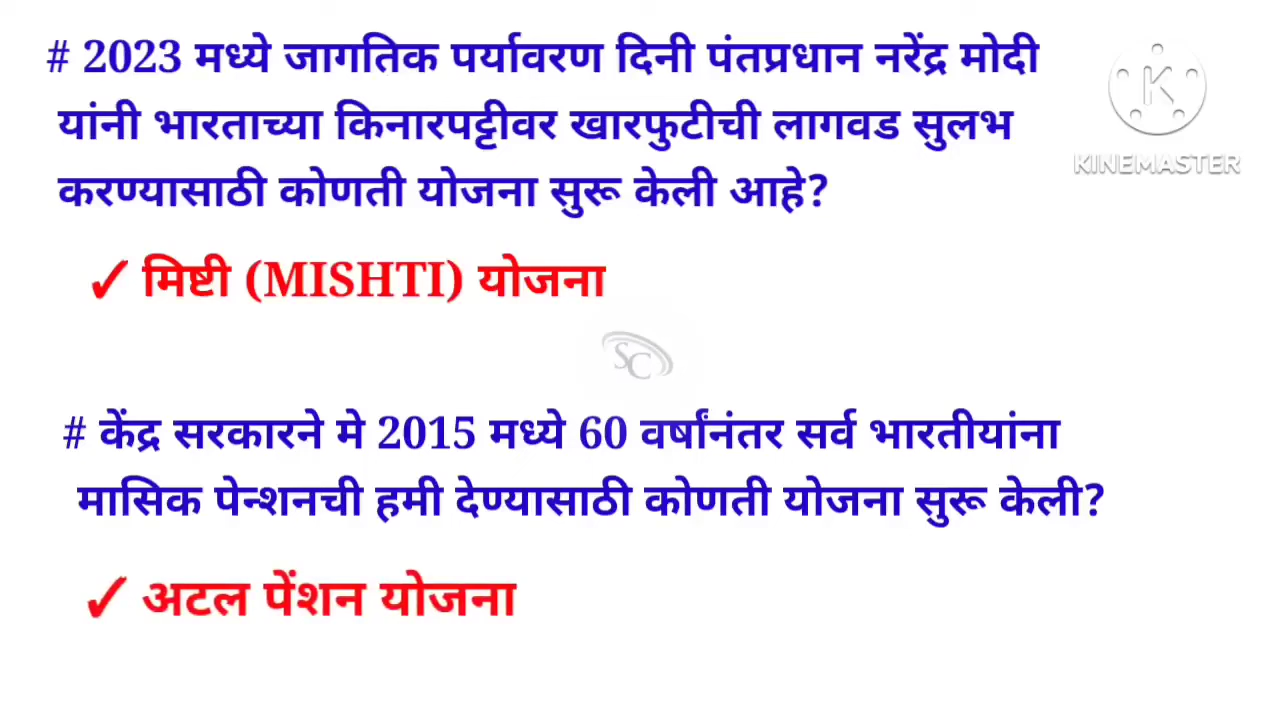 # 2023 मध्ये जागतिक पर्यावरण दिनी पंतप्रधान नरेंद्र मोदी
यांनी भारताच्या किनारपट्टीवर खारफुटीची लागवड सुलभ
करण्यासाठी कोणती योजना सुरू केली आहे?
✓ मिष्टी (MISHTI) योजना
# केंद्र सरकारने मे 2015 मध्ये 60 वर्षांनंतर सर्व भारतीयांना
मासिक पेन्शनची हमी देण्यासाठी कोणती योजना सुरू केली?
✓ अटल पेंशन योजना
K
KINEMASTER
SC